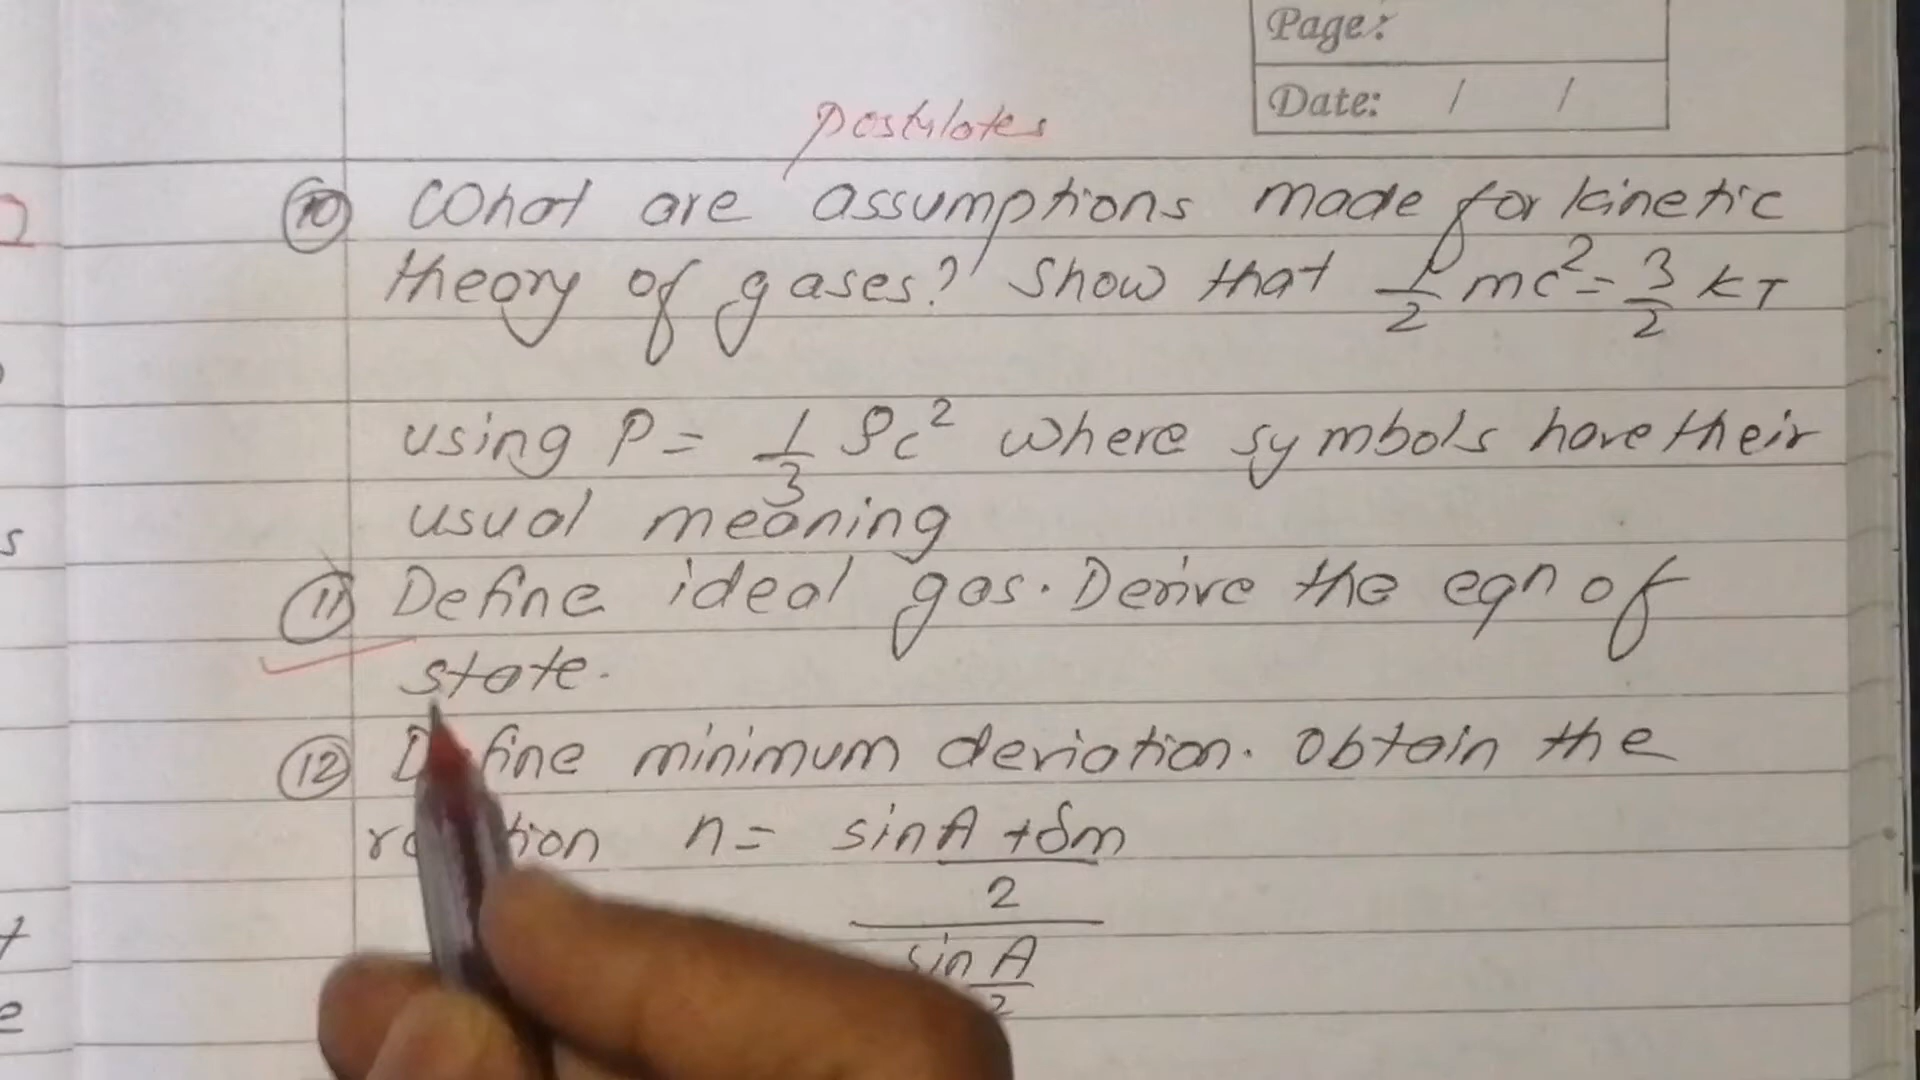 Page:
Date: / /
postulates
10 What are assumptions made for kinetic
theory of gases? Show that 1/2 mc² = 3/2 KT
using P = 1/3 ρc² where symbols have their
usual meaning
11 Define ideal gas. Derive the eqn of
state.
12 Define minimum deviation. Obtain the
n = sin A + δm
2
sin A
2